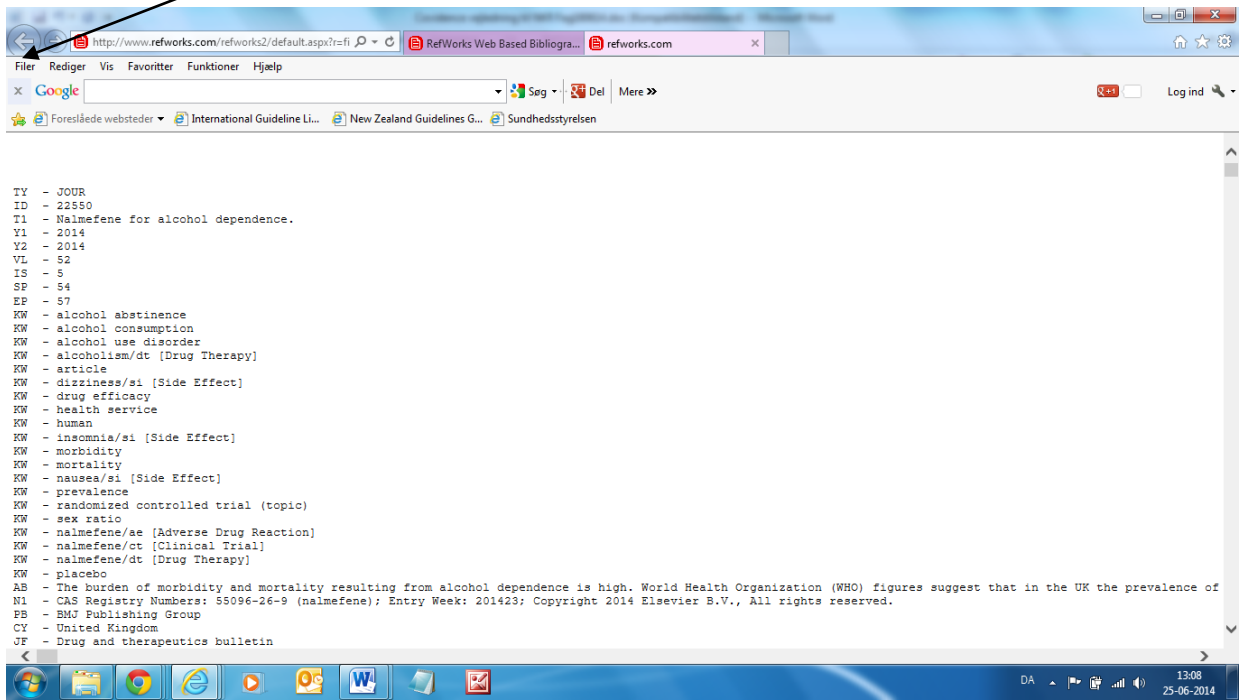 http://www.refworks.com/refworks2/default.aspx?r=fi
RefWorks Web Based Bibliogra...
refworks.com
Filer Rediger Vis Favoritter Funktioner Hjælp
x Google Søg Del Mere »
+1 Log ind
Foreslåede websteder International Guideline Li... New Zealand Guidelines G... Sundhedsstyrelsen
TY - JOUR
ID - 22550
T1 - Nalmefene for alcohol dependence.
Y1 - 2014
Y2 - 2014
VL - 52
IS - 5
SP - 54
EP - 57
KW - alcohol abstinence
KW - alcohol consumption
KW - alcohol use disorder
KW - alcoholism/dt [Drug Therapy]
KW - article
KW - dizziness/si [Side Effect]
KW - drug efficacy
KW - health service
KW - human
KW - insomnia/si [Side Effect]
KW - morbidity
KW - mortality
KW - nausea/si [Side Effect]
KW - prevalence
KW - randomized controlled trial (topic)
KW - sex ratio
KW - nalmefene/ae [Adverse Drug Reaction]
KW - nalmefene/ct [Clinical Trial]
KW - nalmefene/dt [Drug Therapy]
KW - placebo
AB - The burden of morbidity and mortality resulting from alcohol dependence is high. World Health Organization (WHO) figures suggest that in the UK the prevalence of
N1 - CAS Registry Numbers: 55096-26-9 (nalmefene); Entry Week: 201423; Copyright 2014 Elsevier B.V., All rights reserved.
PB - BMJ Publishing Group
CY - United Kingdom
JF - Drug and therapeutics bulletin
DA
13:08
25-06-2014